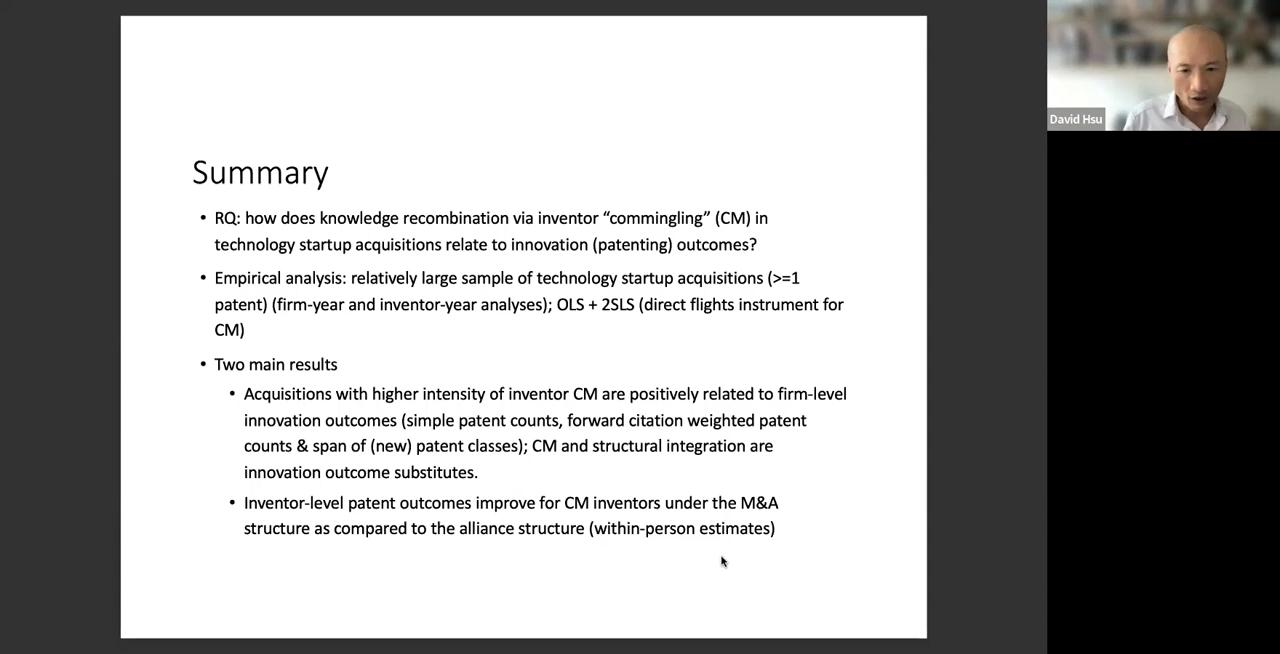 Summary
• RQ: how does knowledge recombination via inventor “commingling” (CM) in
technology startup acquisitions relate to innovation (patenting) outcomes?
• Empirical analysis: relatively large sample of technology startup acquisitions (>=1
patent) (firm-year and inventor-year analyses); OLS + 2SLS (direct flights instrument for
CM)
• Two main results
• Acquisitions with higher intensity of inventor CM are positively related to firm-level
innovation outcomes (simple patent counts, forward citation weighted patent
counts & span of (new) patent classes); CM and structural integration are
innovation outcome substitutes.
• Inventor-level patent outcomes improve for CM inventors under the M&A
structure as compared to the alliance structure (within-person estimates)
David Hsu